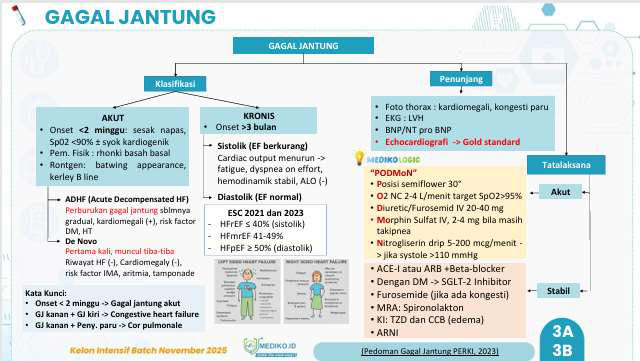 GAGAL JANTUNG
GAGAL JANTUNG
Klasifikasi
Penunjang
AKUT
• Onset <2 minggu: sesak napas,
Sp02 <90% ± syok kardiogenik
• Pem. Fisik : rhonki basah basal
• Rontgen: batwing appearance,
kerley B line
ADHF (Acute Decompensated HF)
Perburukan gagal jantung sblmnya
gradual, kardiomegali (+), risk factor
DM, HT
De Novo
Pertama kali, muncul tiba-tiba
Riwayat HF (-), Cardiomegaly (-),
risk factor IMA, aritmia, tamponade
Kata Kunci:
• Onset < 2 minggu -> Gagal jantung akut
• GJ kanan + GJ kiri -> Congestive heart failure
• GJ kanan + Peny. paru -> Cor pulmonale
KRONIS
• Onset >3 bulan
Sistolik (EF berkurang)
Cardiac output menurun ->
fatigue, dyspnea on effort,
hemodinamik stabil, ALO (-)
Diastolik (EF normal)
ESC 2021 dan 2023
- HFrEF ≤ 40% (sistolik)
- HFmrEF 41-49%
- HFpEF ≥ 50% (diastolik)
LEFT SIDED HEART FAILURE
RIGHT SIDED HEART FAILURE
• Foto thorax : kardiomegali, kongesti paru
• EKG : LVH
• BNP/NT pro BNP
• Echocardiografi -> Gold standard
MEDIKOLOGIC
"PODMoN"
• Posisi semiflower 30°
• O2 NC 2-4 L/menit target SpO2>95%
• Diuretic/Furosemid IV 20-40 mg
• Morphin Sulfat IV, 2-4 mg bila masih
takipnea
• Nitrogliserin drip 5-200 mcg/menit -
> jika systole >110 mmHg
• ACE-I atau ARB +Beta-blocker
• Dengan DM -> SGLT-2 Inhibitor
• Furosemide (jika ada kongesti)
• MRA: Spironolakton
• KI: TZD dan CCB (edema)
• ARNI
Tatalaksana
Akut
Stabil
3A
3B
Kelon Intensif Batch November 2025
MEDIKO.ID
(Pedoman Gagal Jantung PERKI, 2023)